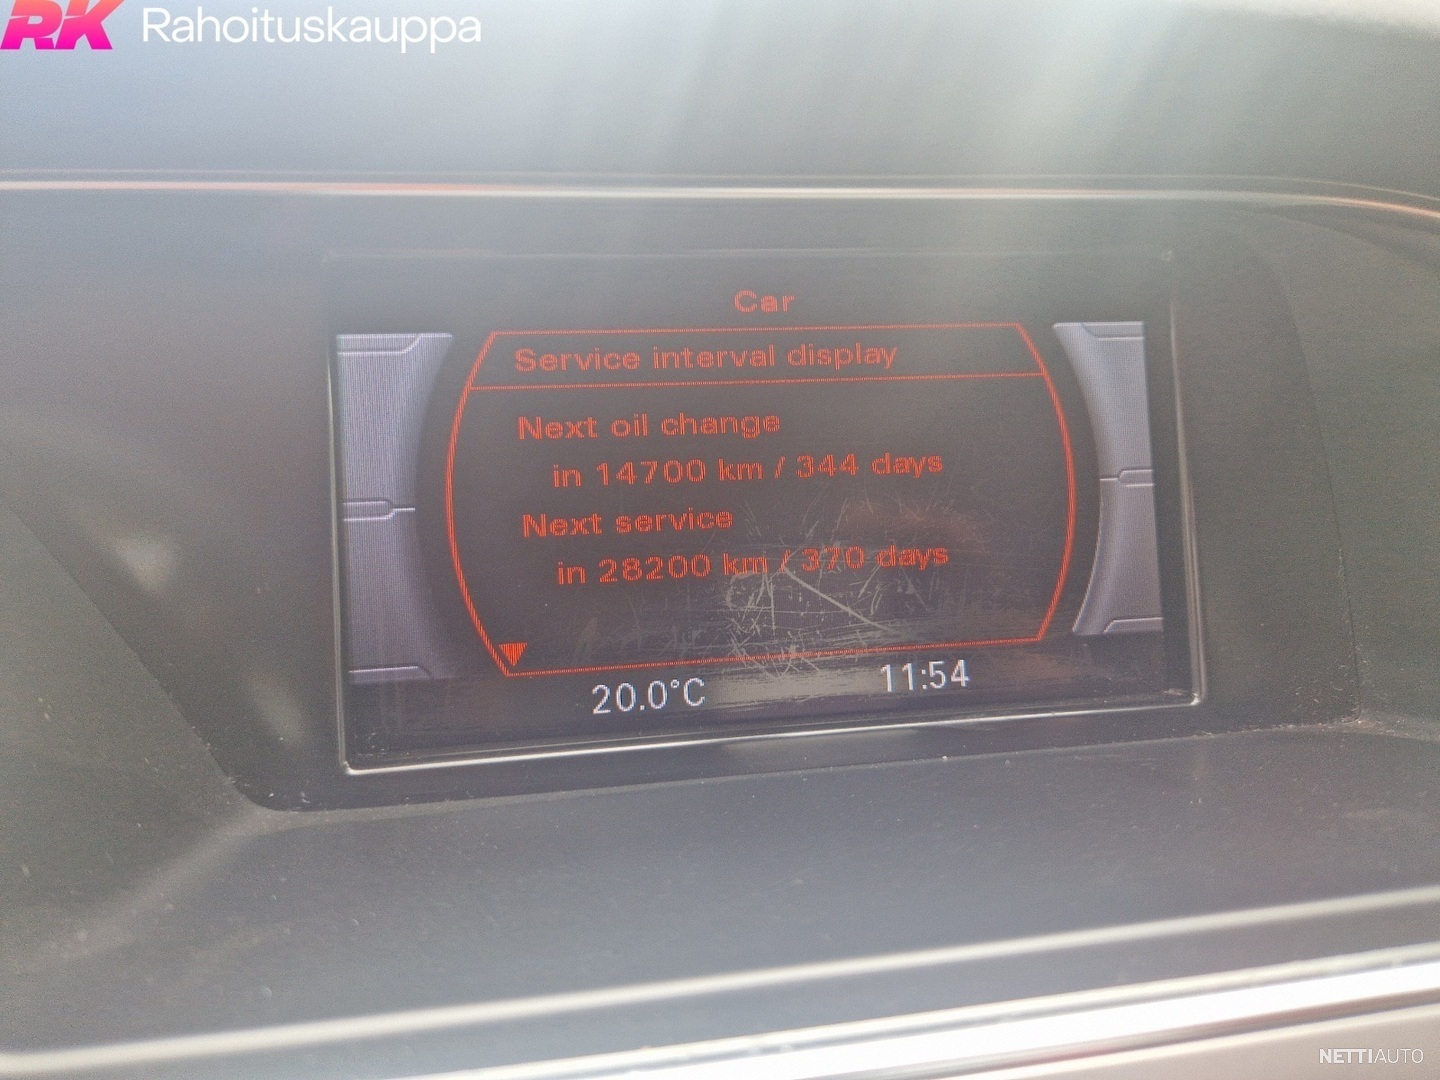 RK Rahoituskauppa
Car
Service interval display
Next oil change
in 14700 km / 344 days
Next service
in 28200 km / 370 days
20.0°C 11:54
NETTIAUTO